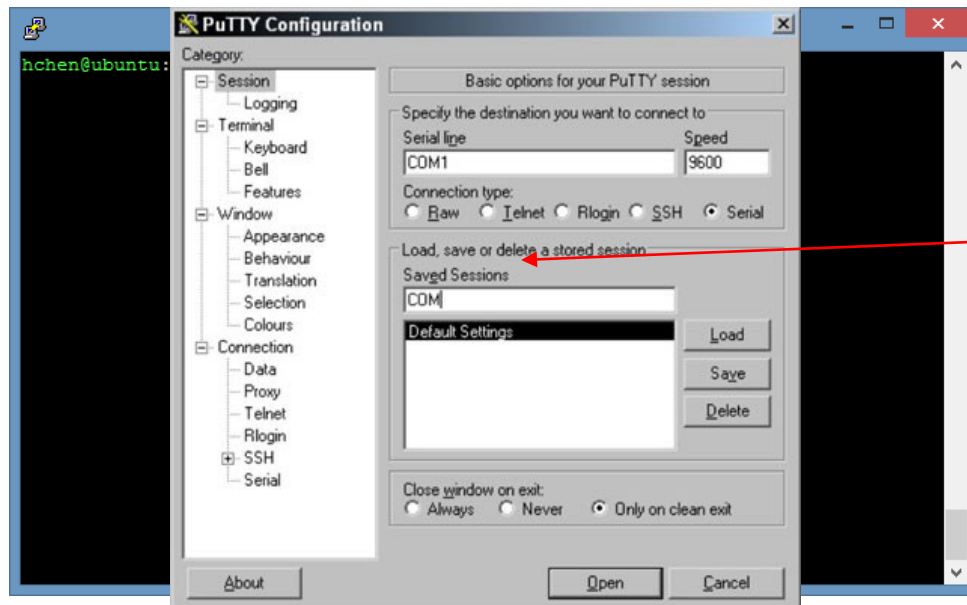 PuTTY Configuration
hchen@ubuntu:
Category:
Session
Logging
Terminal
Keyboard
Bell
Features
Window
Appearance
Behaviour
Translation
Selection
Colours
Connection
Data
Proxy
Telnet
Rlogin
SSH
Serial
Basic options for your PuTTY session
Specify the destination you want to connect to
Serial line Speed
COM1 9600
Connection type:
Raw Telnet Rlogin SSH Serial
Load, save or delete a stored session
Saved Sessions
COM
Default Settings
Load
Save
Delete
Close window on exit:
Always Never Only on clean exit
About Open Cancel